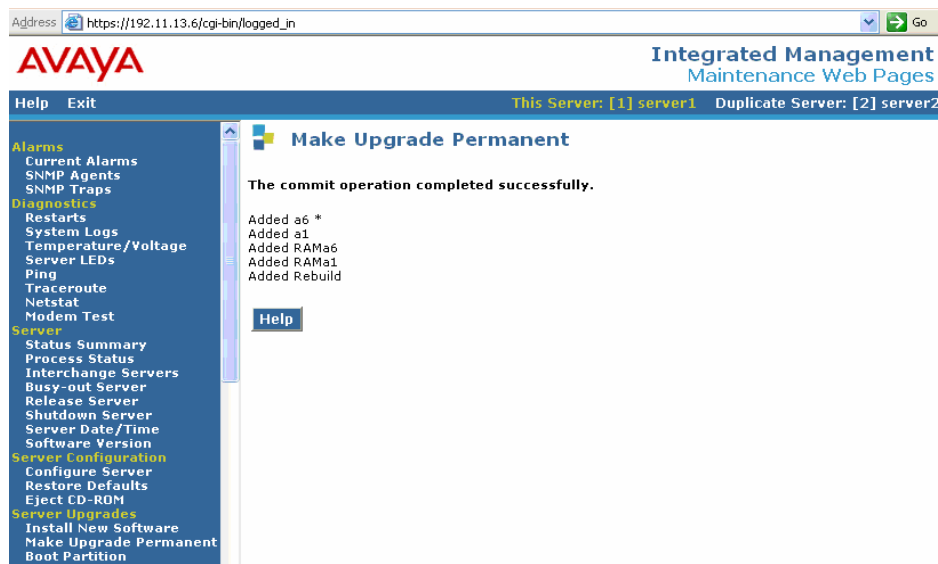 Address https://192.11.13.6/cgi-bin/logged_in Go
AVAYA
Integrated Management
Maintenance Web Pages
Help Exit This Server: [1] server1 Duplicate Server: [2] server2
Alarms
Current Alarms
SNMP Agents
SNMP Traps
Diagnostics
Restarts
System Logs
Temperature/Voltage
Server LEDs
Ping
Traceroute
Netstat
Modem Test
Server
Status Summary
Process Status
Interchange Servers
Busy-out Server
Release Server
Shutdown Server
Server Date/Time
Software Version
Server Configuration
Configure Server
Restore Defaults
Eject CD-ROM
Server Upgrades
Install New Software
Make Upgrade Permanent
Boot Partition
Make Upgrade Permanent
The commit operation completed successfully.
Added a6 *
Added a1
Added RAMa6
Added RAMa1
Added Rebuild
Help